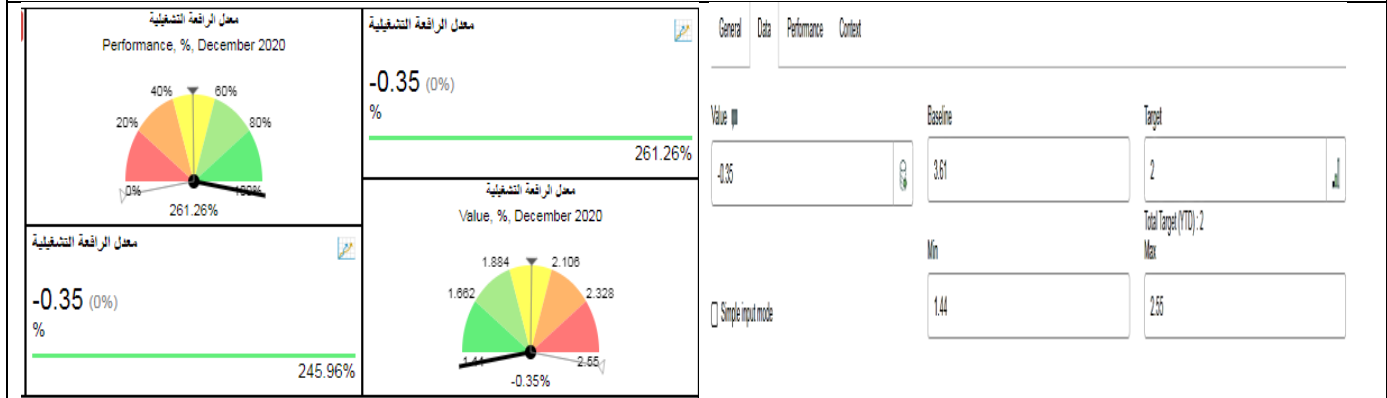 معدل الرافعة التشغيلية
Performance, %, December 2020
40% 60%
20% 80%
0% 100%
261.26%
معدل الرافعة التشغيلية
-0.35 (0%)
%
261.26%
معدل الرافعة التشغيلية
-0.35 (0%)
%
245.96%
معدل الرافعة التشغيلية
Value, %, December 2020
1.884 2.106
1.662 2.328
1.44 2.55
-0.35%
General Data Performance Context
Value Baseline Target
-0.35 3.61 2
Total Target (YTD) : 2
Min Max
Simple input mode 1.44 2.55